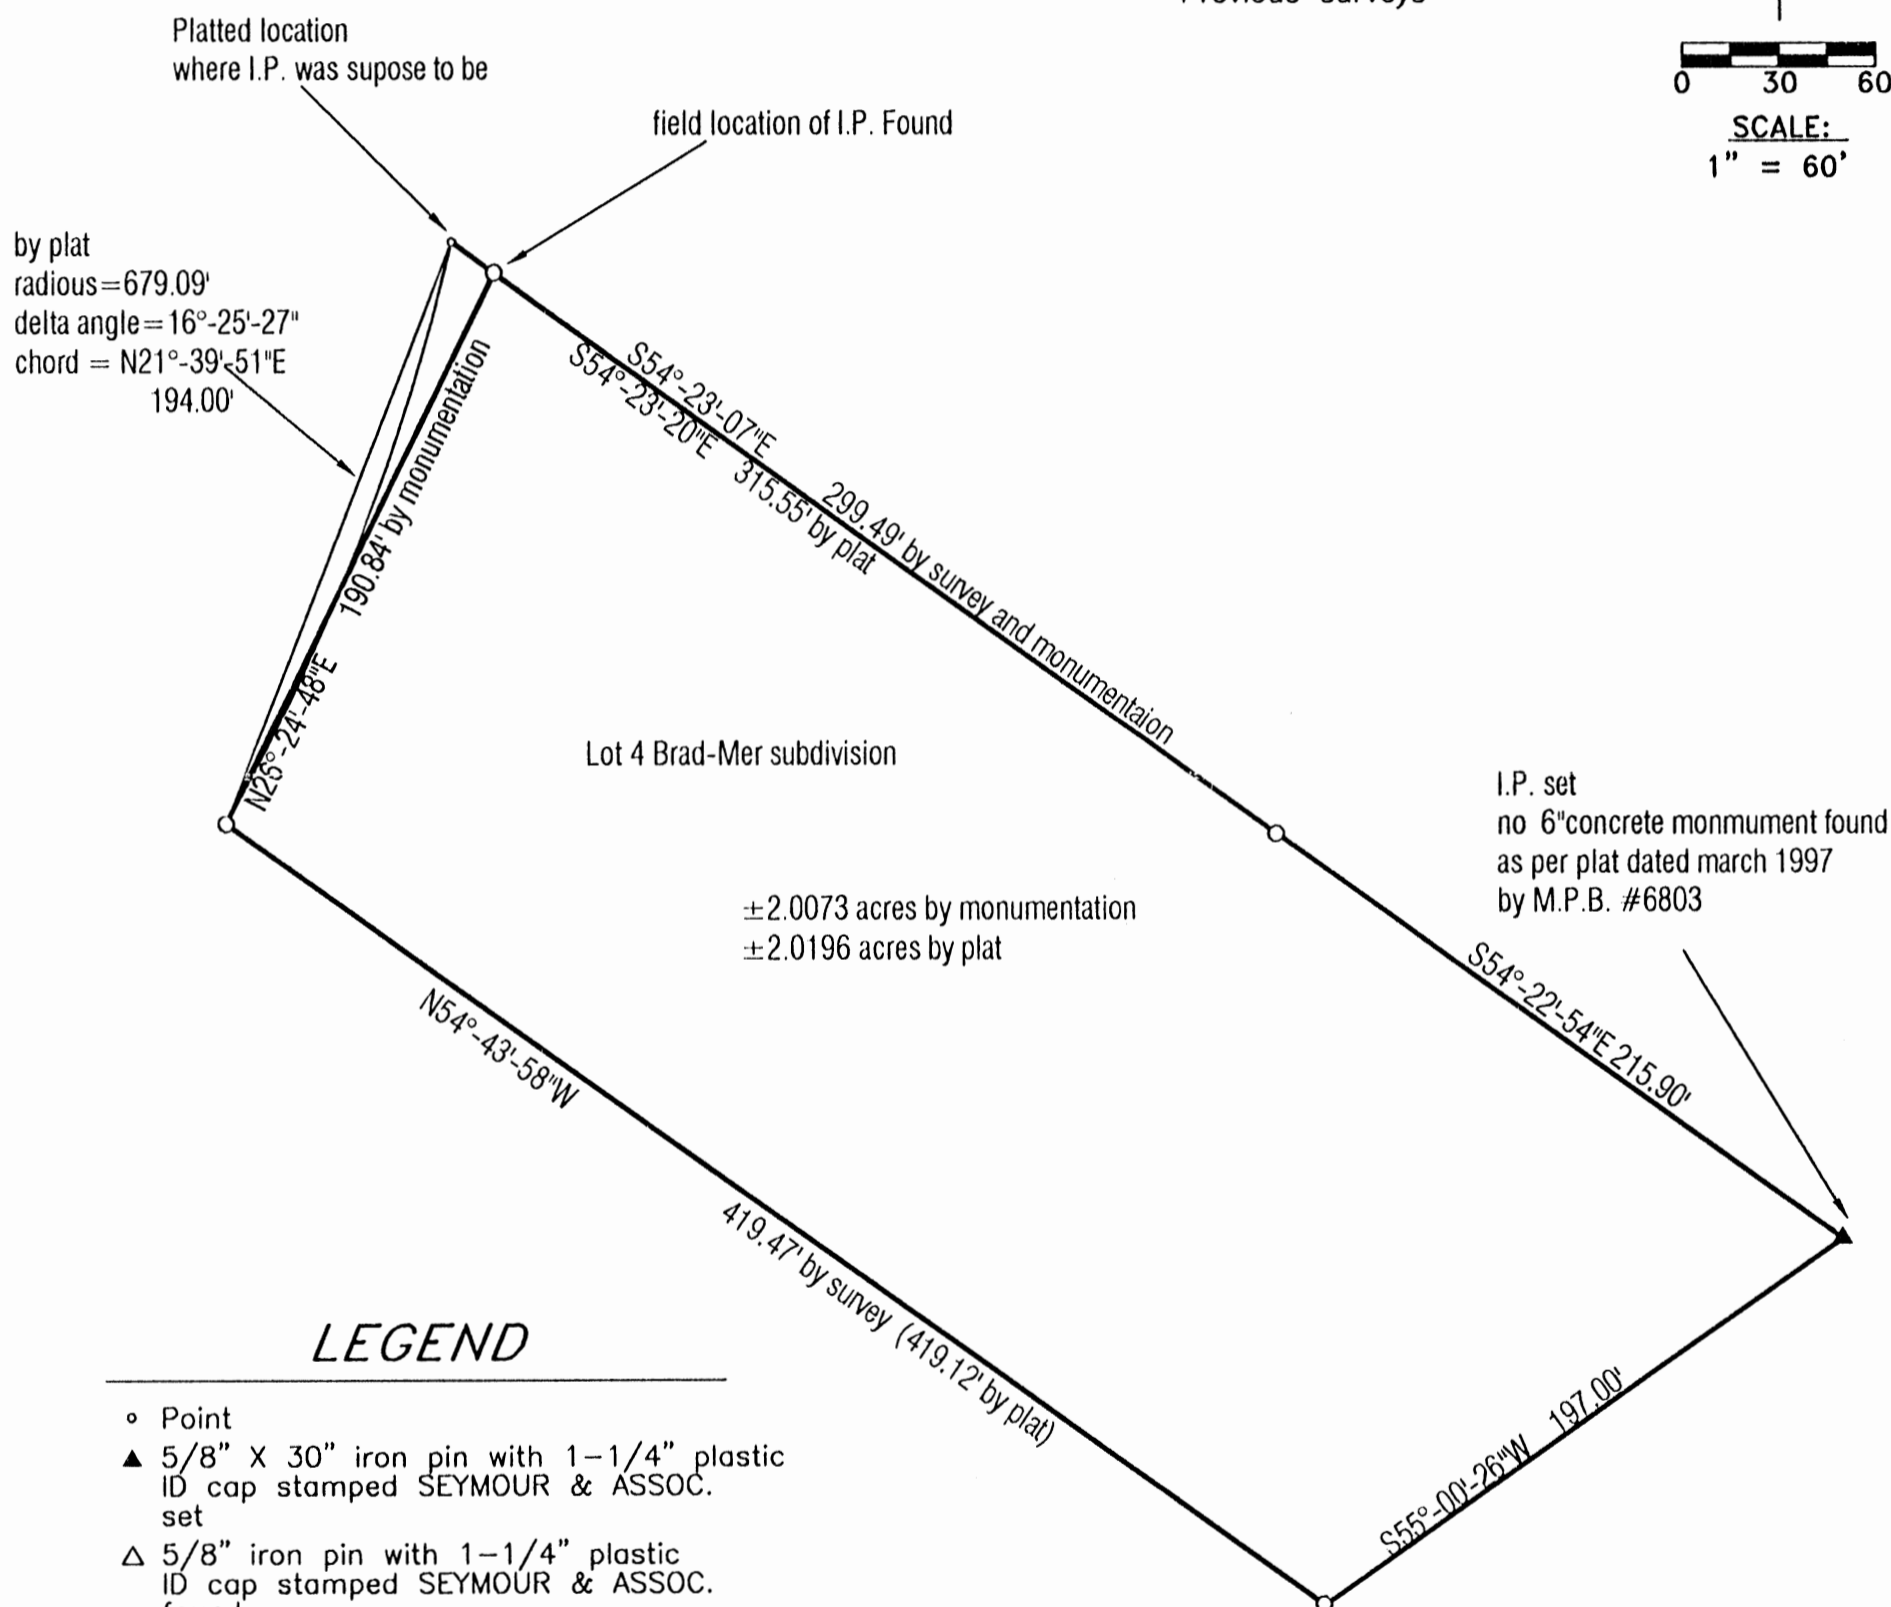 Previous surveys
Platted location
where I.P. was supose to be
field location of I.P. Found
0 30 60
SCALE:
1" = 60'
by plat
radious=679.09'
delta angle=16°-25'-27"
chord = N21°-39'-51"E
194.00'
N26°-24'-48"E 190.84' by monumentation
S54°-23'-07"E 299.49' by survey and monumentaion
S54°-23'-20"E 315.55' by plat
Lot 4 Brad-Mer subdivision
±2.0073 acres by monumentation
±2.0196 acres by plat
I.P. set
no 6"concrete monmument found
as per plat dated march 1997
by M.P.B. #6803
S54°-22'-54"E 215.90'
N54°-43'-58"W 419.47' by survey (419.12' by plat)
S55°-00'-26"W 197.00'
LEGEND
Point
5/8" X 30" iron pin with 1-1/4" plastic
ID cap stamped SEYMOUR & ASSOC.
set
5/8" iron pin with 1-1/4" plastic
ID cap stamped SEYMOUR & ASSOC.